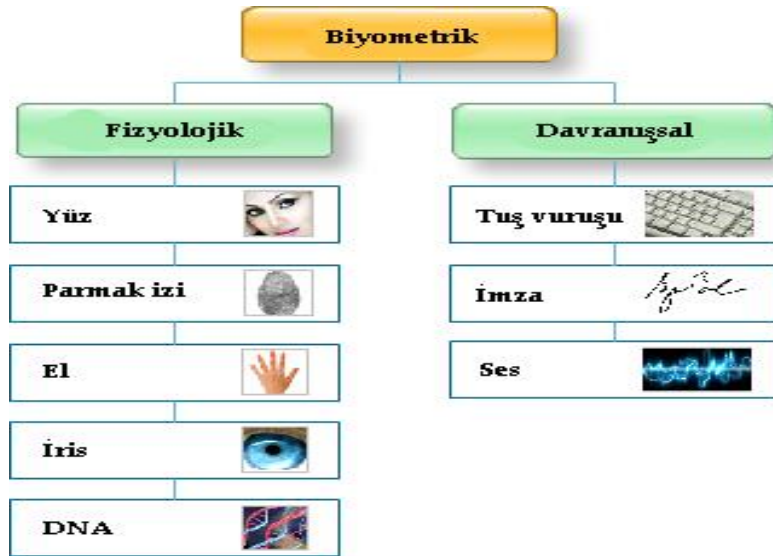 Biyometrik
Fizyolojik
Davranışsal
Yüz
Tuş vuruşu
Parmak izi
İmza
El
Ses
İris
DNA